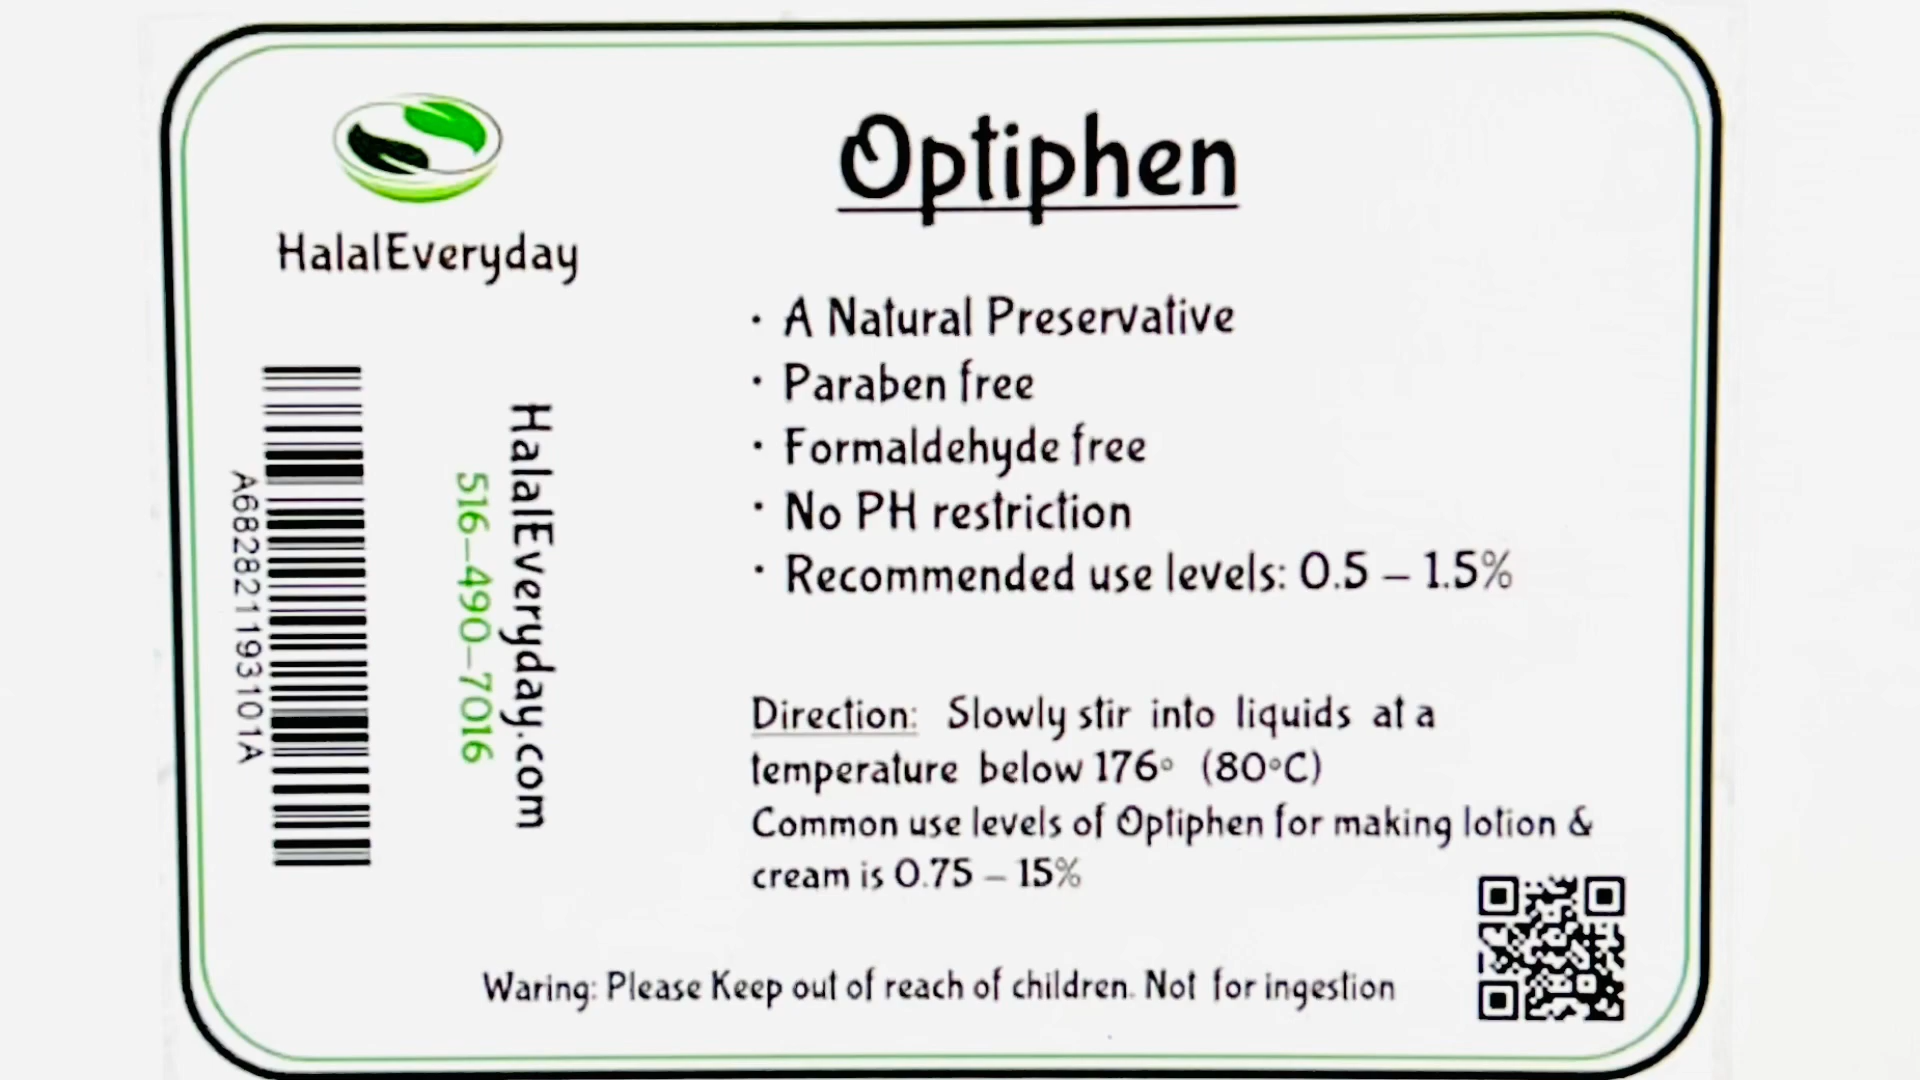 HalalEveryday
Optiphen
· A Natural Preservative
· Paraben free
· Formaldehyde free
· No PH restriction
· Recommended use levels: 0.5 – 1.5%
HalalEveryday.com
516-490-7016
A682821193101A
Direction: Slowly stir into liquids at a
temperature below 176° (80°C)
Common use levels of Optiphen for making lotion &
cream is 0.75 – 15%
Waring: Please Keep out of reach of children. Not for ingestion